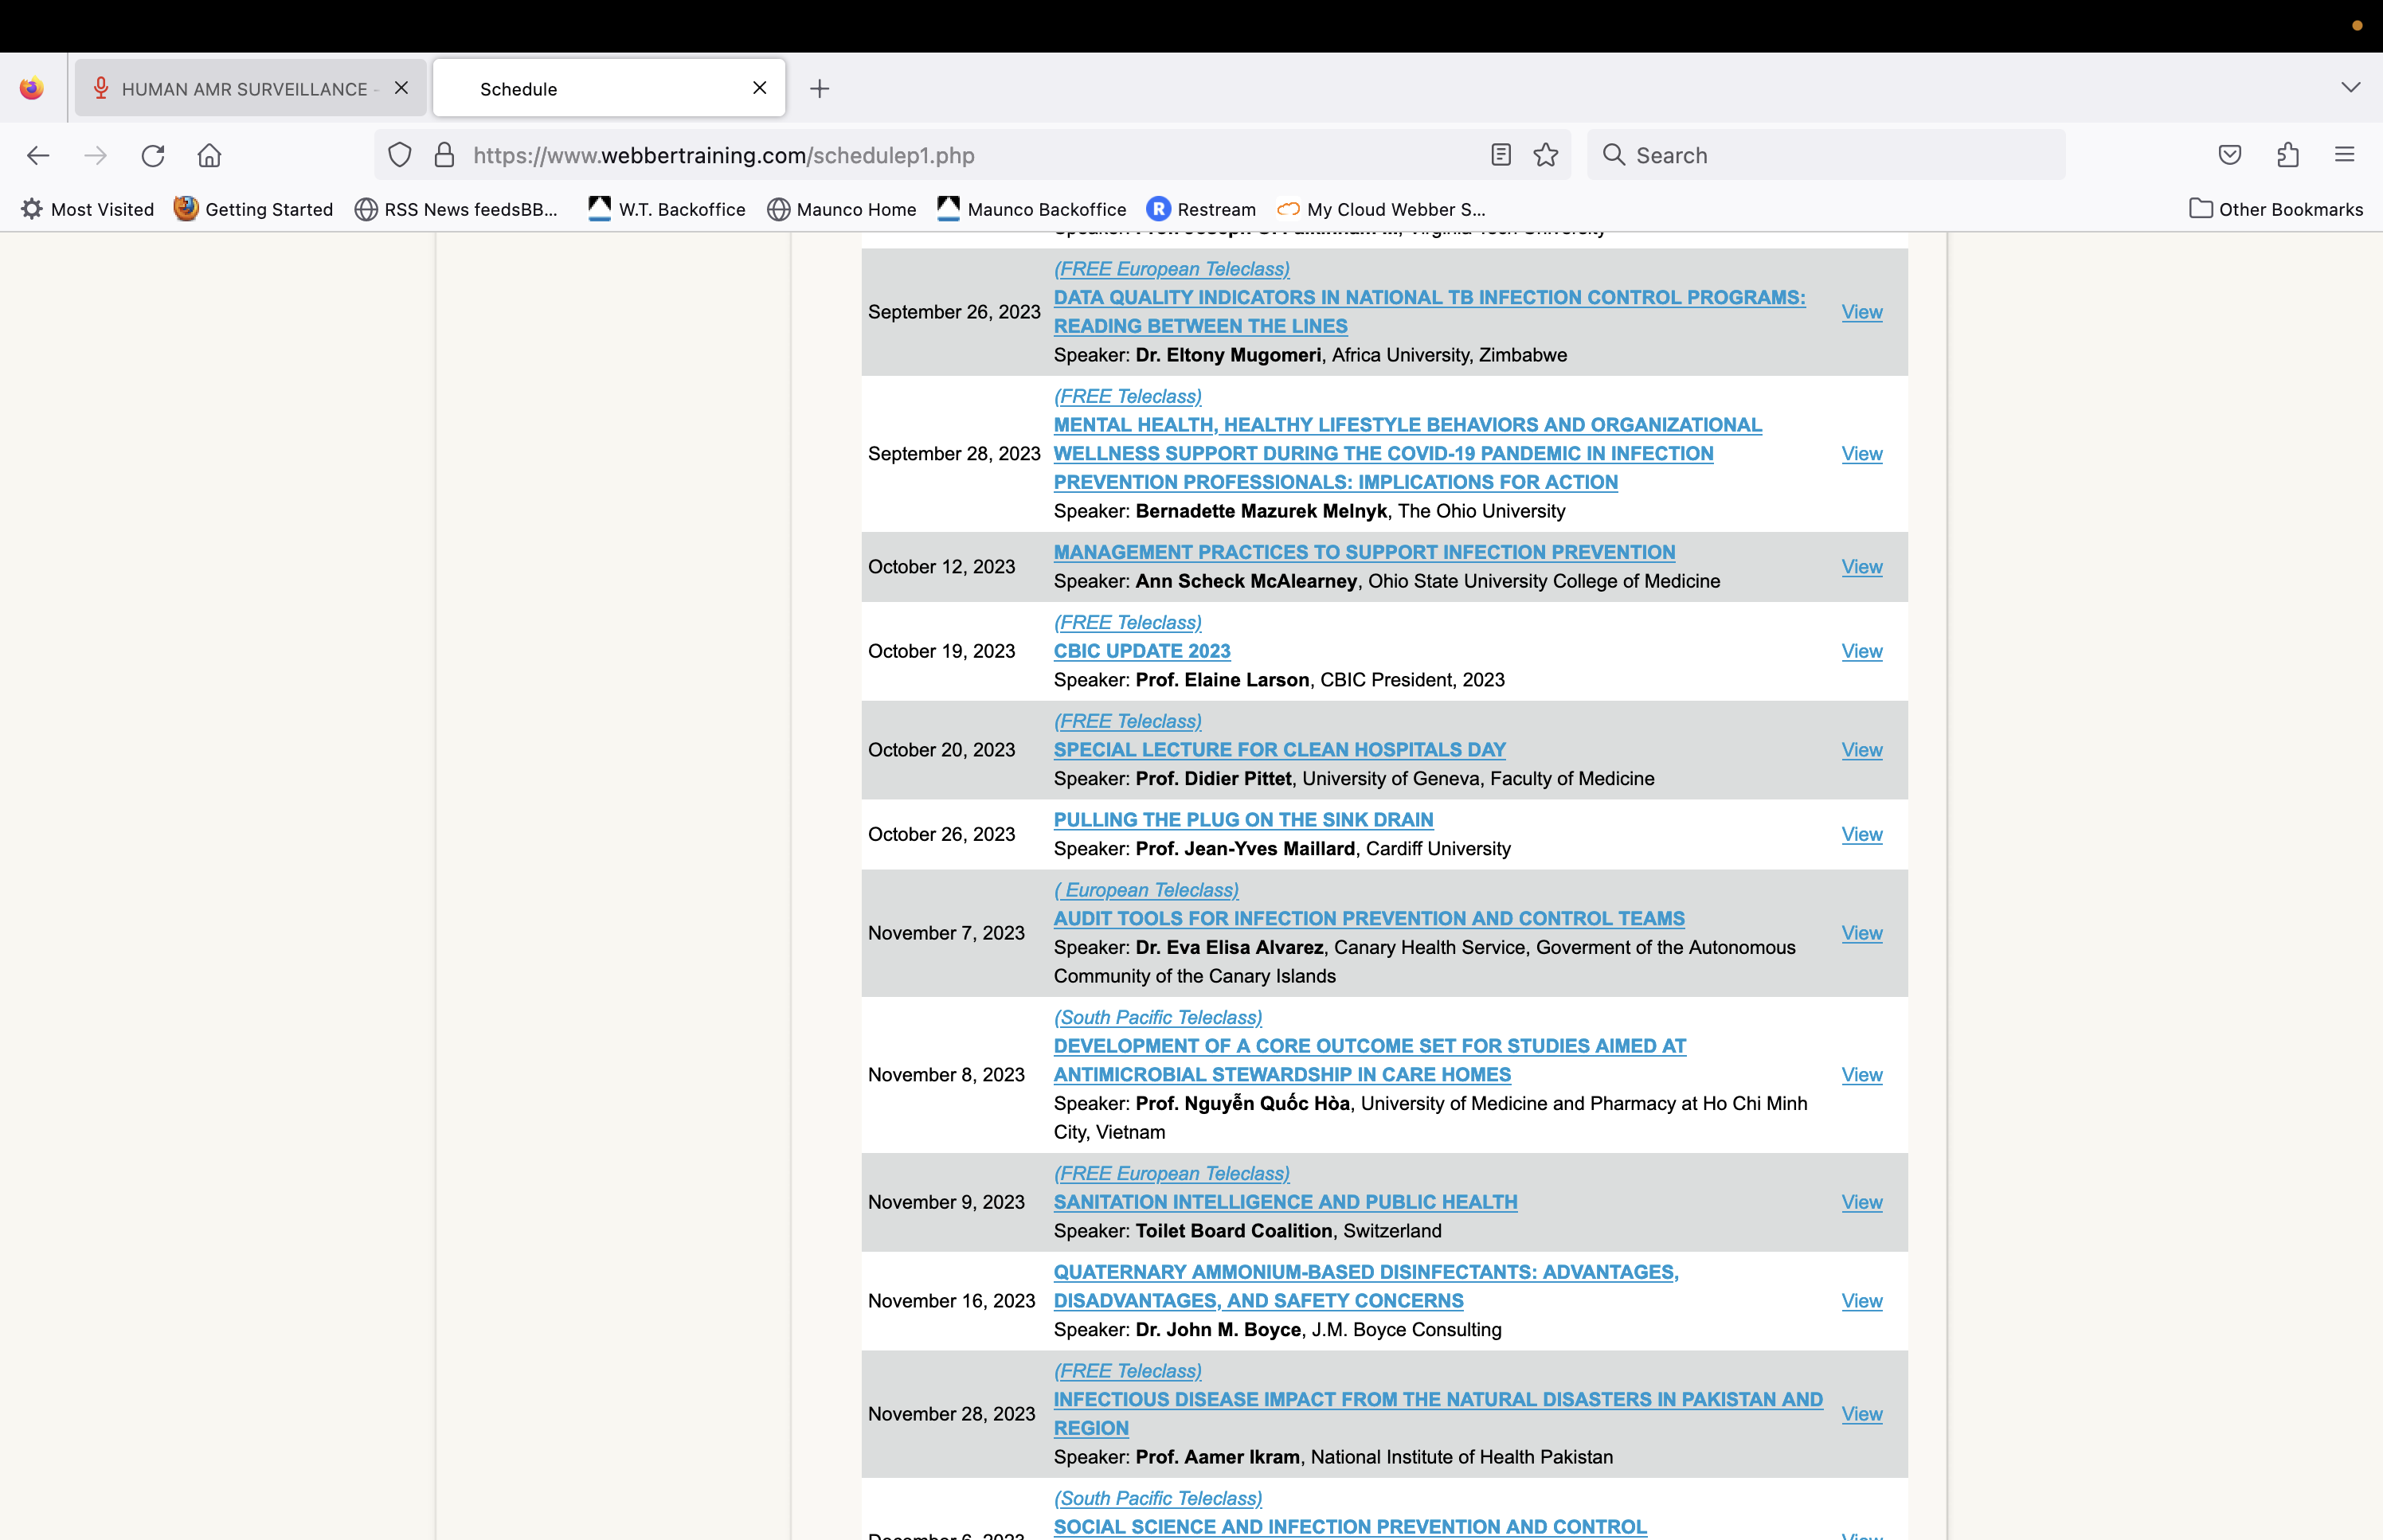 HUMAN AMR SURVEILLANCE -
Schedule
https://www.webbertraining.com/schedulep1.php
Search
Most Visited
Getting Started
RSS News feedsBB...
W.T. Backoffice
Maunco Home
Maunco Backoffice
R Restream
My Cloud Webber S...
Other Bookmarks
Speaker: Prof. Joseph O. Falkinham III, Virginia Tech University
(FREE European Teleclass)
September 26, 2023
DATA QUALITY INDICATORS IN NATIONAL TB INFECTION CONTROL PROGRAMS:
READING BETWEEN THE LINES
View
Speaker: Dr. Eltony Mugomeri, Africa University, Zimbabwe
(FREE Teleclass)
MENTAL HEALTH, HEALTHY LIFESTYLE BEHAVIORS AND ORGANIZATIONAL
September 28, 2023
WELLNESS SUPPORT DURING THE COVID-19 PANDEMIC IN INFECTION
View
PREVENTION PROFESSIONALS: IMPLICATIONS FOR ACTION
Speaker: Bernadette Mazurek Melnyk, The Ohio University
October 12, 2023
MANAGEMENT PRACTICES TO SUPPORT INFECTION PREVENTION
View
Speaker: Ann Scheck McAlearney, Ohio State University College of Medicine
(FREE Teleclass)
October 19, 2023
CBIC UPDATE 2023
View
Speaker: Prof. Elaine Larson, CBIC President, 2023
(FREE Teleclass)
October 20, 2023
SPECIAL LECTURE FOR CLEAN HOSPITALS DAY
View
Speaker: Prof. Didier Pittet, University of Geneva, Faculty of Medicine
October 26, 2023
PULLING THE PLUG ON THE SINK DRAIN
View
Speaker: Prof. Jean-Yves Maillard, Cardiff University
( European Teleclass)
November 7, 2023
AUDIT TOOLS FOR INFECTION PREVENTION AND CONTROL TEAMS
View
Speaker: Dr. Eva Elisa Alvarez, Canary Health Service, Goverment of the Autonomous
Community of the Canary Islands
(South Pacific Teleclass)
DEVELOPMENT OF A CORE OUTCOME SET FOR STUDIES AIMED AT
November 8, 2023
ANTIMICROBIAL STEWARDSHIP IN CARE HOMES
View
Speaker: Prof. Nguyễn Quốc Hòa, University of Medicine and Pharmacy at Ho Chi Minh
City, Vietnam
(FREE European Teleclass)
November 9, 2023
SANITATION INTELLIGENCE AND PUBLIC HEALTH
View
Speaker: Toilet Board Coalition, Switzerland
QUATERNARY AMMONIUM-BASED DISINFECTANTS: ADVANTAGES,
November 16, 2023
DISADVANTAGES, AND SAFETY CONCERNS
View
Speaker: Dr. John M. Boyce, J.M. Boyce Consulting
(FREE Teleclass)
INFECTIOUS DISEASE IMPACT FROM THE NATURAL DISASTERS IN PAKISTAN AND
November 28, 2023
REGION
View
Speaker: Prof. Aamer Ikram, National Institute of Health Pakistan
(South Pacific Teleclass)
December 6, 2023
SOCIAL SCIENCE AND INFECTION PREVENTION AND CONTROL
View